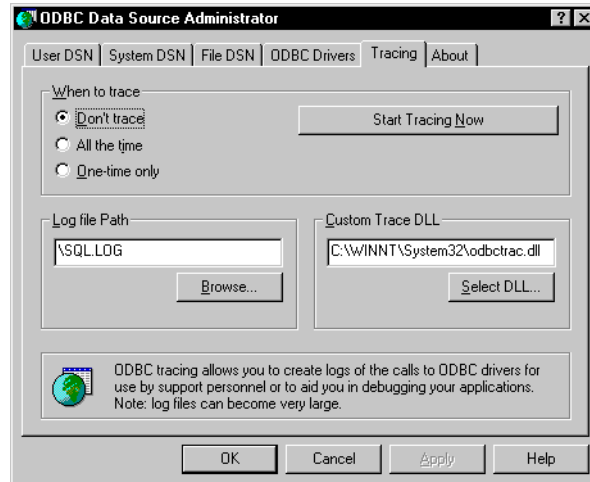 ODBC Data Source Administrator
User DSN System DSN File DSN ODBC Drivers Tracing About
When to trace
Don't trace
Start Tracing Now
All the time
One-time only
Log file Path
Custom Trace DLL
\SQL.LOG
C:\WINNT\System32\odbctrac.dll
Browse...
Select DLL...
ODBC tracing allows you to create logs of the calls to ODBC drivers for
use by support personnel or to aid you in debugging your applications.
Note: log files can become very large.
OK Cancel Apply Help